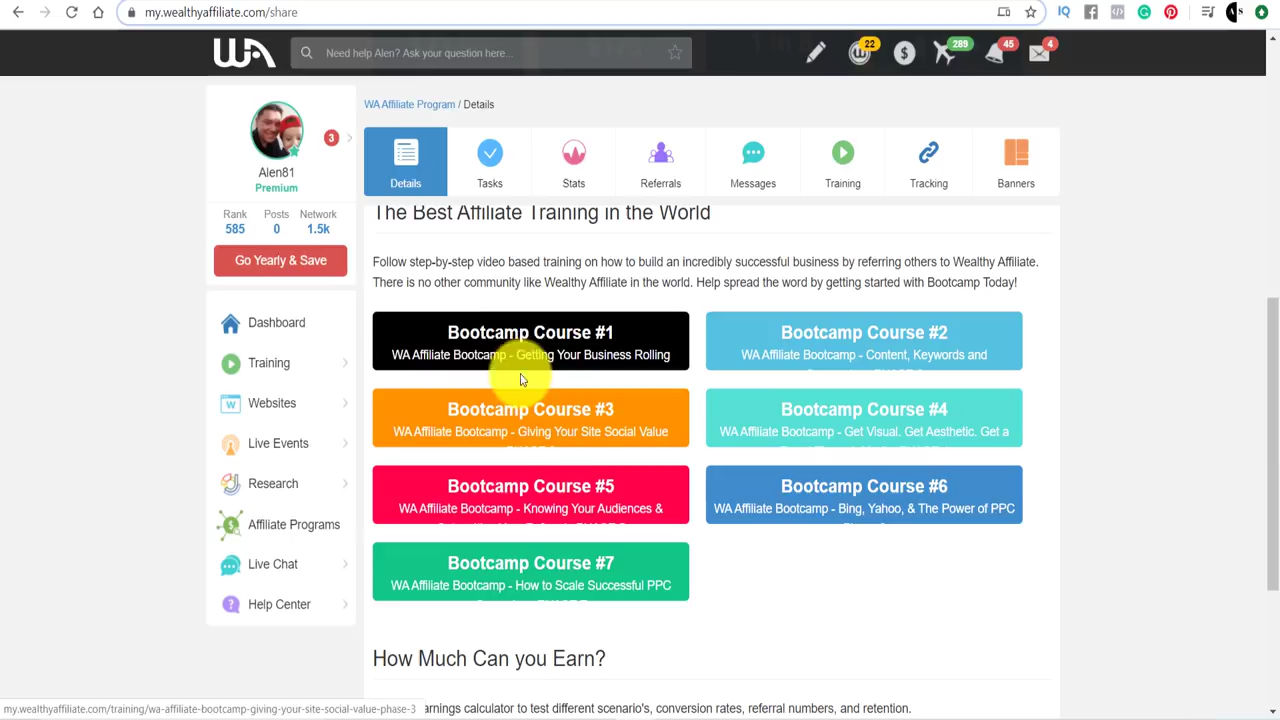 my.wealthyaffiliate.com/share
WA
Need help Alen? Ask your question here...
22
289
45
4
3
Alen81
Premium
Rank Posts Network
585 0 1.5k
Go Yearly & Save
Dashboard
Training
Websites
Live Events
Research
Affiliate Programs
Live Chat
Help Center
WA Affiliate Program / Details
Details Tasks Stats Referrals Messages Training Tracking Banners
The Best Affiliate Training in the World
Follow step-by-step video based training on how to build an incredibly successful business by referring others to Wealthy Affiliate.
There is no other community like Wealthy Affiliate in the world. Help spread the word by getting started with Bootcamp Today!
Bootcamp Course #1
WA Affiliate Bootcamp - Getting Your Business Rolling
Bootcamp Course #2
WA Affiliate Bootcamp - Content, Keywords and
Bootcamp Course #3
WA Affiliate Bootcamp - Giving Your Site Social Value
Bootcamp Course #4
WA Affiliate Bootcamp - Get Visual. Get Aesthetic. Get a
Bootcamp Course #5
WA Affiliate Bootcamp - Knowing Your Audiences &
Bootcamp Course #6
WA Affiliate Bootcamp - Bing, Yahoo, & The Power of PPC
Bootcamp Course #7
WA Affiliate Bootcamp - How to Scale Successful PPC
How Much Can you Earn?
earnings calculator to test different scenario's, conversion rates, referral numbers, and retention.
my.wealthyaffiliate.com/training/wa-affiliate-bootcamp-giving-your-site-social-value-phase-3